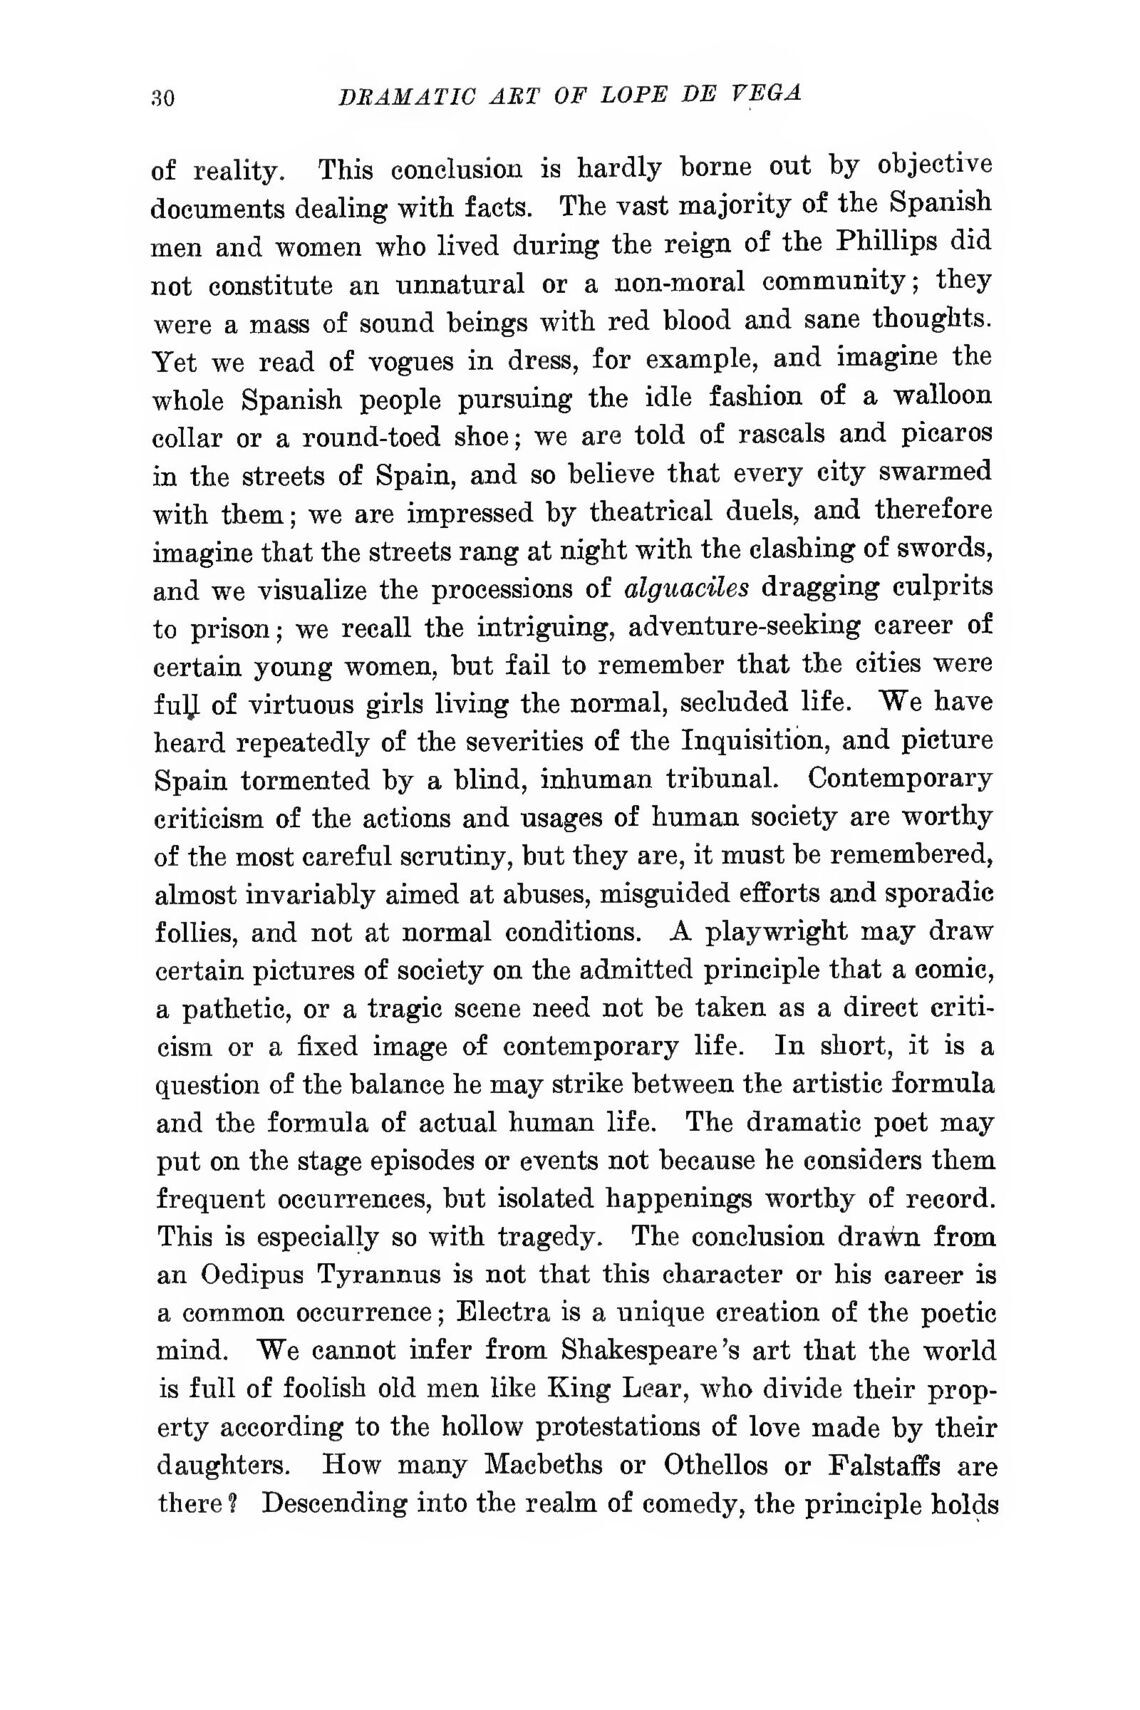 30 DRAMATIC ART OF LOPE DE VEGA
of reality. This conclusion is hardly borne out by objective
documents dealing with facts. The vast majority of the Spanish
men and women who lived during the reign of the Phillips did
not constitute an unnatural or a non-moral community; they
were a mass of sound beings with red blood and sane thoughts.
Yet we read of vogues in dress, for example, and imagine the
whole Spanish people pursuing the idle fashion of a walloon
collar or a round-toed shoe; we are told of rascals and picaros
in the streets of Spain, and so believe that every city swarmed
with them; we are impressed by theatrical duels, and therefore
imagine that the streets rang at night with the clashing of swords,
and we visualize the processions of alguaciles dragging culprits
to prison; we recall the intriguing, adventure-seeking career of
certain young women, but fail to remember that the cities were
full of virtuous girls living the normal, secluded life. We have
heard repeatedly of the severities of the Inquisition, and picture
Spain tormented by a blind, inhuman tribunal. Contemporary
criticism of the actions and usages of human society are worthy
of the most careful scrutiny, but they are, it must be remembered,
almost invariably aimed at abuses, misguided efforts and sporadic
follies, and not at normal conditions. A playwright may draw
certain pictures of society on the admitted principle that a comic,
a pathetic, or a tragic scene need not be taken as a direct criti-
cism or a fixed image of contemporary life. In short, it is a
question of the balance he may strike between the artistic formula
and the formula of actual human life. The dramatic poet may
put on the stage episodes or events not because he considers them
frequent occurrences, but isolated happenings worthy of record.
This is especially so with tragedy. The conclusion drawn from
an Oedipus Tyrannus is not that this character or his career is
a common occurrence; Electra is a unique creation of the poetic
mind. We cannot infer from Shakespeare's art that the world
is full of foolish old men like King Lear, who divide their prop-
erty according to the hollow protestations of love made by their
daughters. How many Macbeths or Othellos or Falstaffs are
there? Descending into the realm of comedy, the principle holds